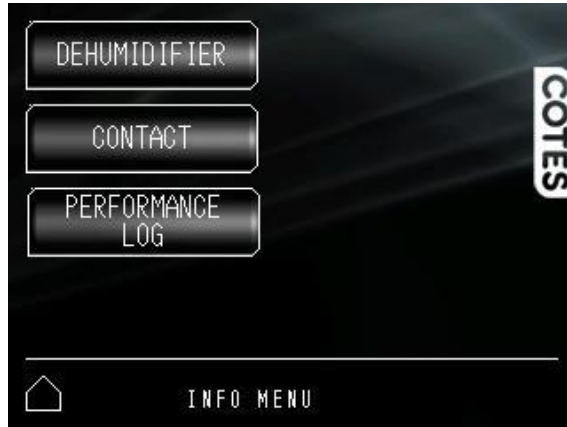 DEHUMIDIFIER
CONTACT
PERFORMANCE
LOG
COTES
INFO MENU